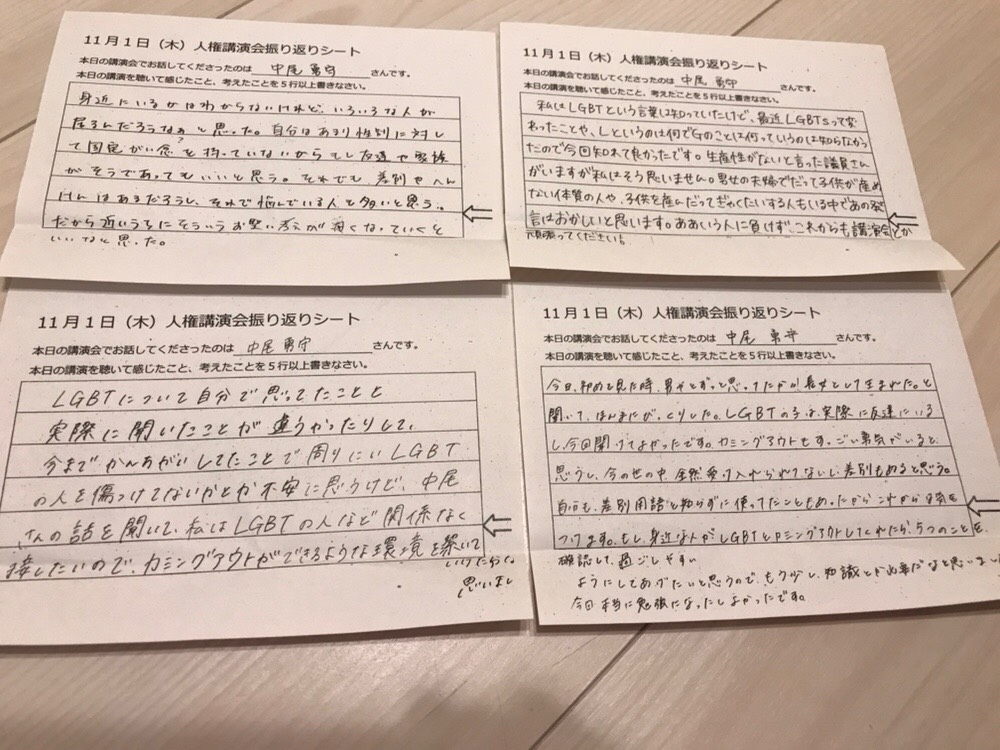 11月1日（木）人権講演会振り返りシート
本日の講演会でお話してくださったのは 中尾 勇守 さんです。
本日の講演を聴いて感じたこと、考えたことを5行以上書きなさい。
身近にいるかはわからないけれど、いろいろな人が
居るんだろうなぁと思った。自分はあまり性別に対し
て固定がい念を持っていないからもし友達や家族
がそうであってもいいと思う。それでも、差別やへん
けんはあるだろうし、それで悩んでいる人も多いと思う。
だから近いうちにそういうお堅い考えが薄くなっていくと
いいなと思った。
11月1日（木）人権講演会振り返りシート
本日の講演会でお話してくださったのは 中尾 勇守 さんです。
本日の講演を聴いて感じたこと、考えたことを5行以上書きなさい。
私はLGBTという言葉は知っていたけど、最近LGBTsって変
わったことや、Lというのは何でGのことは何っていうのは知らなかっ
たので今回知れて良かったです。生産性がないと言った議員さん
がいますが私はそう思いません。男女の夫婦でだって子供が産め
ない体質の人や、子供を産んだってぎゃくたいする人もいる中であの発
言はおかしいと思います。ああいう人に負けず、これからも講演会とか
頑張ってください！
11月1日（木）人権講演会振り返りシート
本日の講演会でお話してくださったのは 中尾 勇守 さんです。
本日の講演を聴いて感じたこと、考えたことを5行以上書きなさい。
LGBTについて自分で思ってたことと
実際に聞いたことが違うかったりして、
今までかんちがいしてたことで周りにいLGBT
の人を傷つけてないかとか不安に思うけど、中尾
さんの話を聞いて、私はLGBTの人など関係なく
接したいので、カミングアウトができるような環境を築いて
いけたらなと
思いまし
11月1日（木）人権講演会振り返りシート
本日の講演会でお話してくださったのは 中尾 勇守 さんです。
本日の講演を聴いて感じたこと、考えたことを5行以上書きなさい。
今日、初めて見た時、男やとずっと思ってたから長女として生まれた。と
聞いて、ほんまにびっくりした。LGBTの子は、実際に友達にいる
し、今回聞けてよかったです。カミングアウトもすっごい勇気がいると
思うし、今の世の中、全然受け入れられてないし、差別もあると思う。
自分も、差別用語を知らずに使ってたこともあったからこれから気を
つけます。もし、身近な人がLGBTとカミングアウトしてくれたら、5つのことを、
確認して、過ごしやすい
ようにしてあげたいと思うので、もう少し、知識とか必要だなと思いました
今日、本当に勉強になったしよかったです。